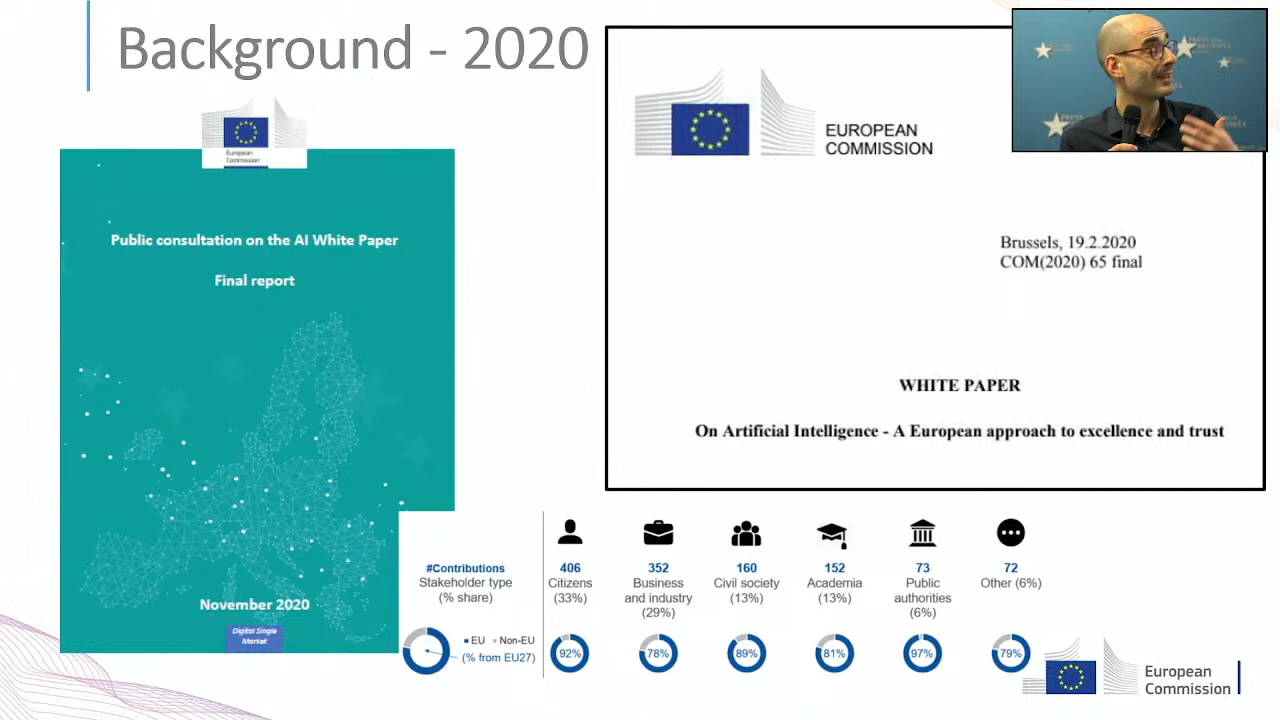 Background - 2020
European
Commission
Public consultation on the AI White Paper
Final report
November 2020
Digital Single
Market
EUROPEAN
COMMISSION
Brussels, 19.2.2020
COM(2020) 65 final
WHITE PAPER
On Artificial Intelligence - A European approach to excellence and trust
#Contributions
Stakeholder type
(% share)
EU Non-EU
(% from EU27)
406
Citizens
(33%)
92%
352
Business
and industry
(29%)
78%
160
Civil society
(13%)
89%
152
Academia
(13%)
81%
73
Public
authorities
(6%)
97%
72
Other (6%)
79%
European
Commission